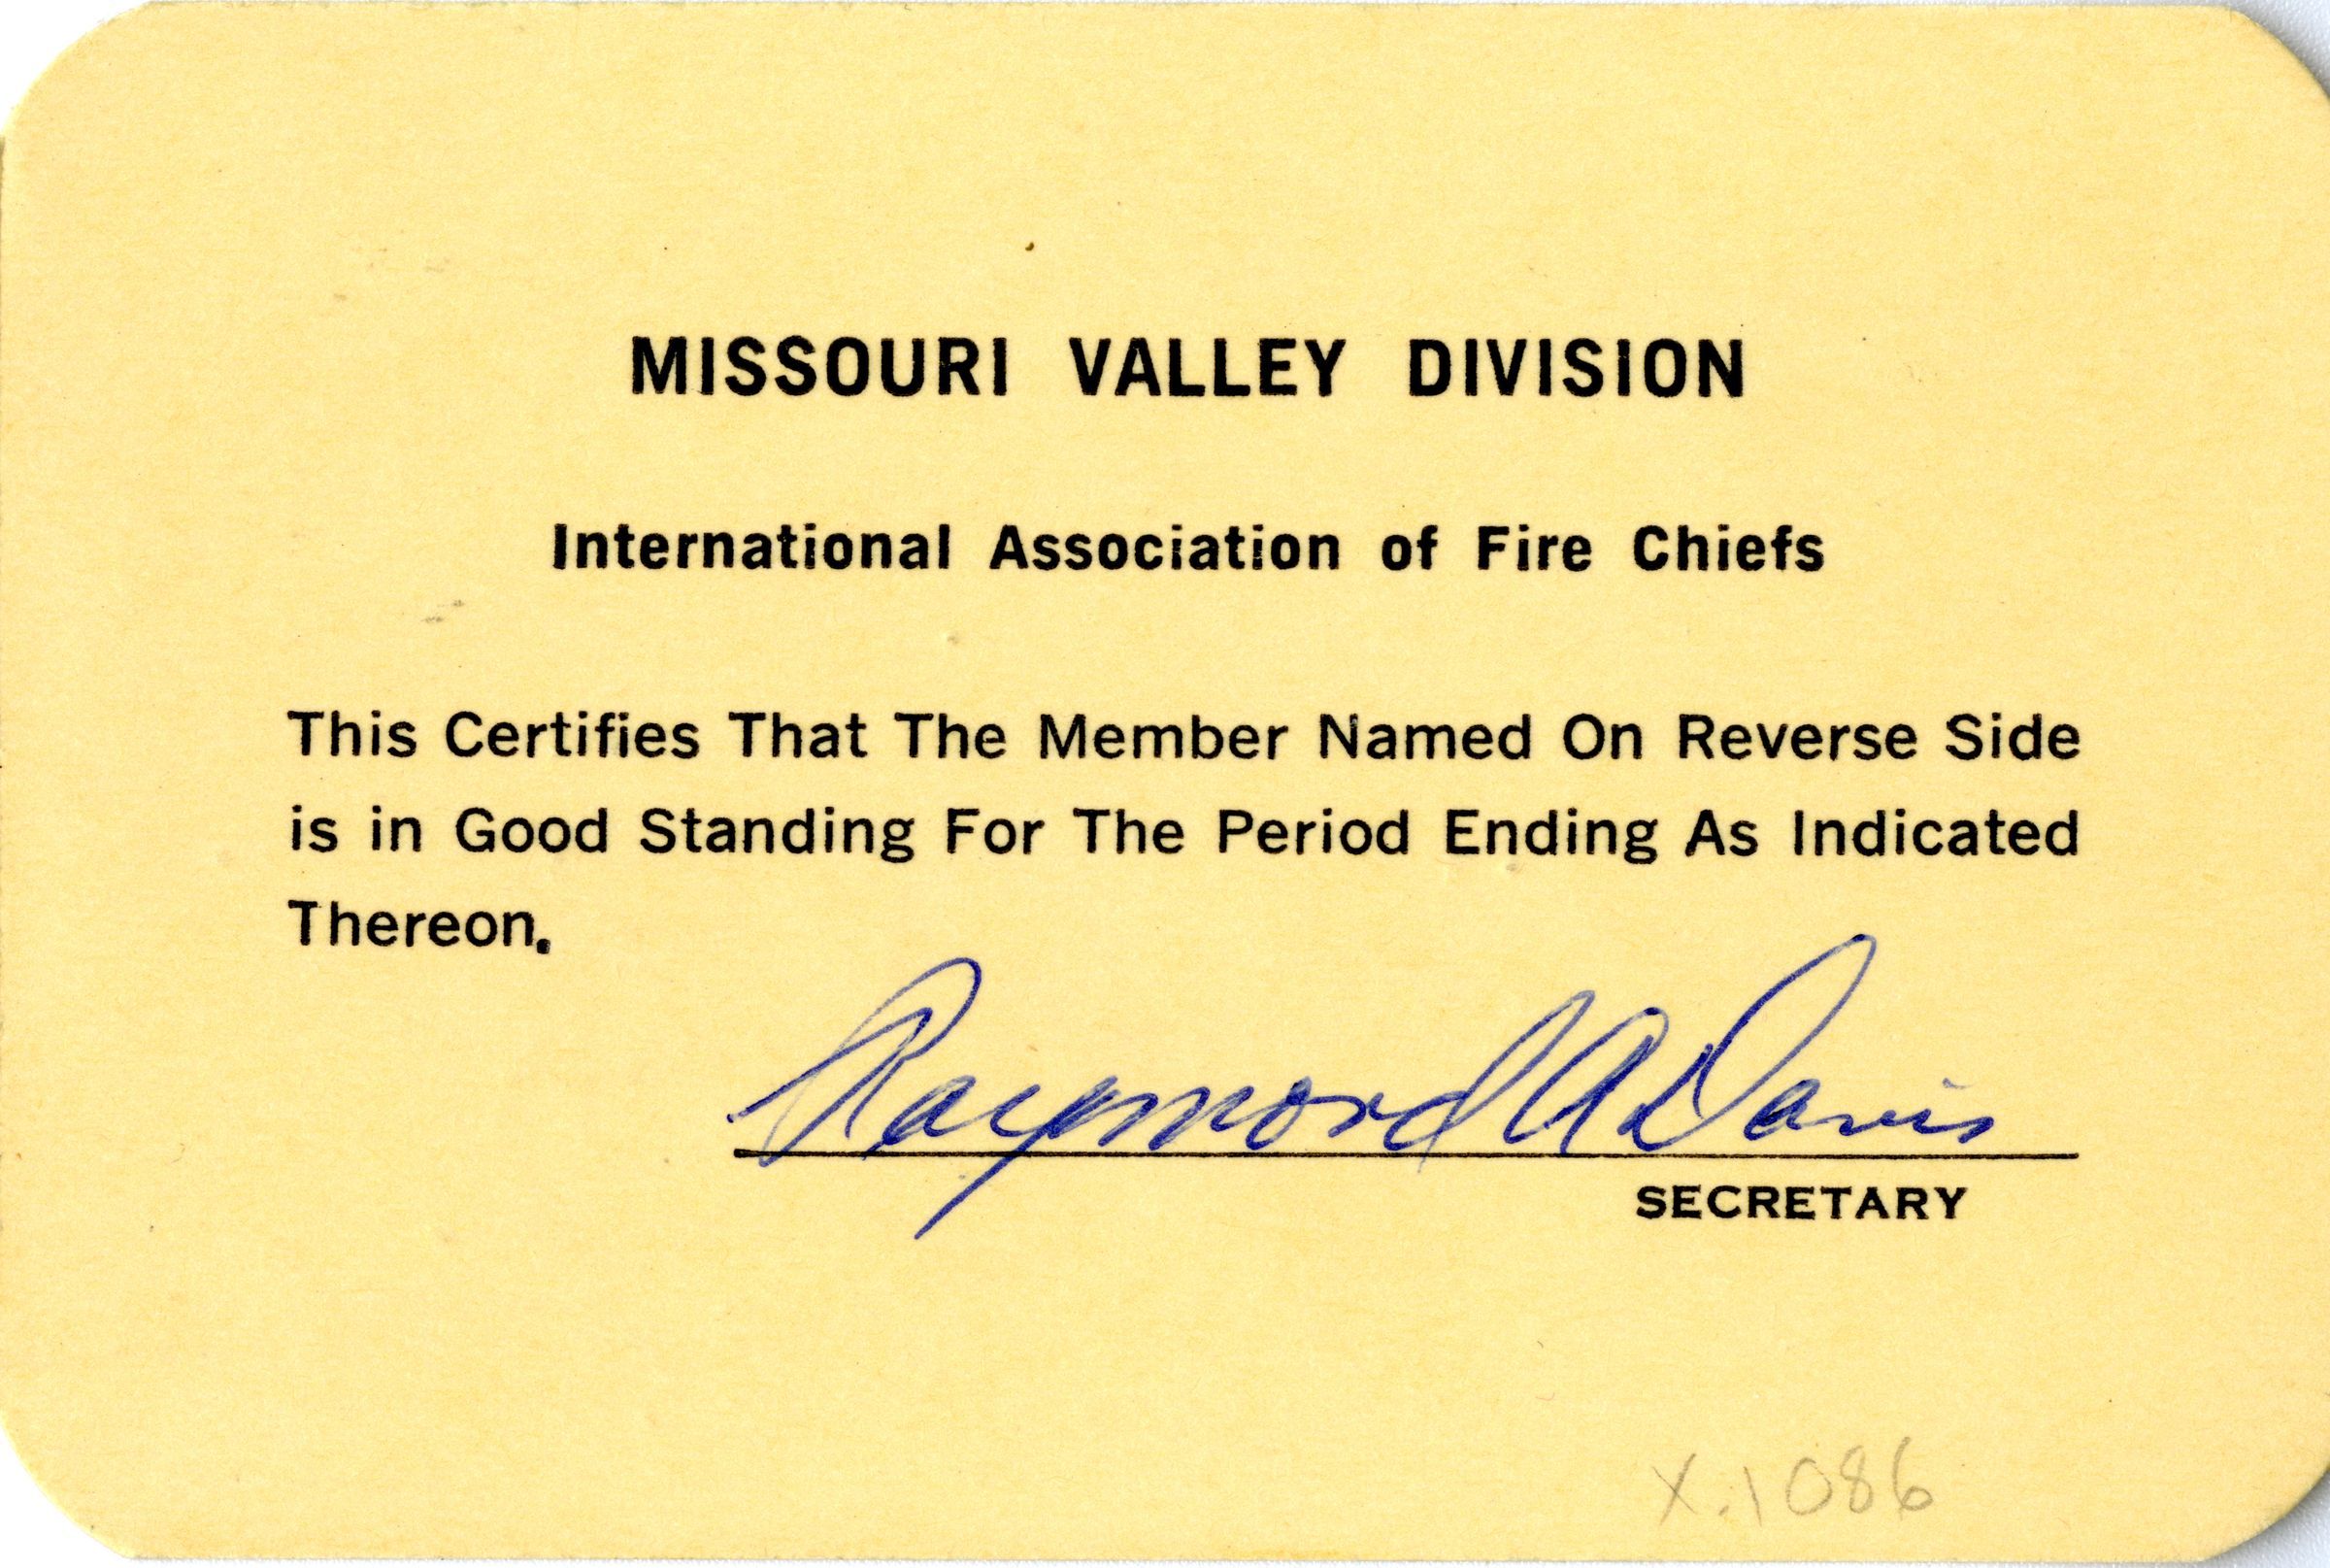 MISSOURI VALLEY DIVISION
International Association of Fire Chiefs
This Certifies That The Member Named On Reverse Side
is in Good Standing For The Period Ending As Indicated
Thereon.
Raymond A Davis
SECRETARY
X.1086